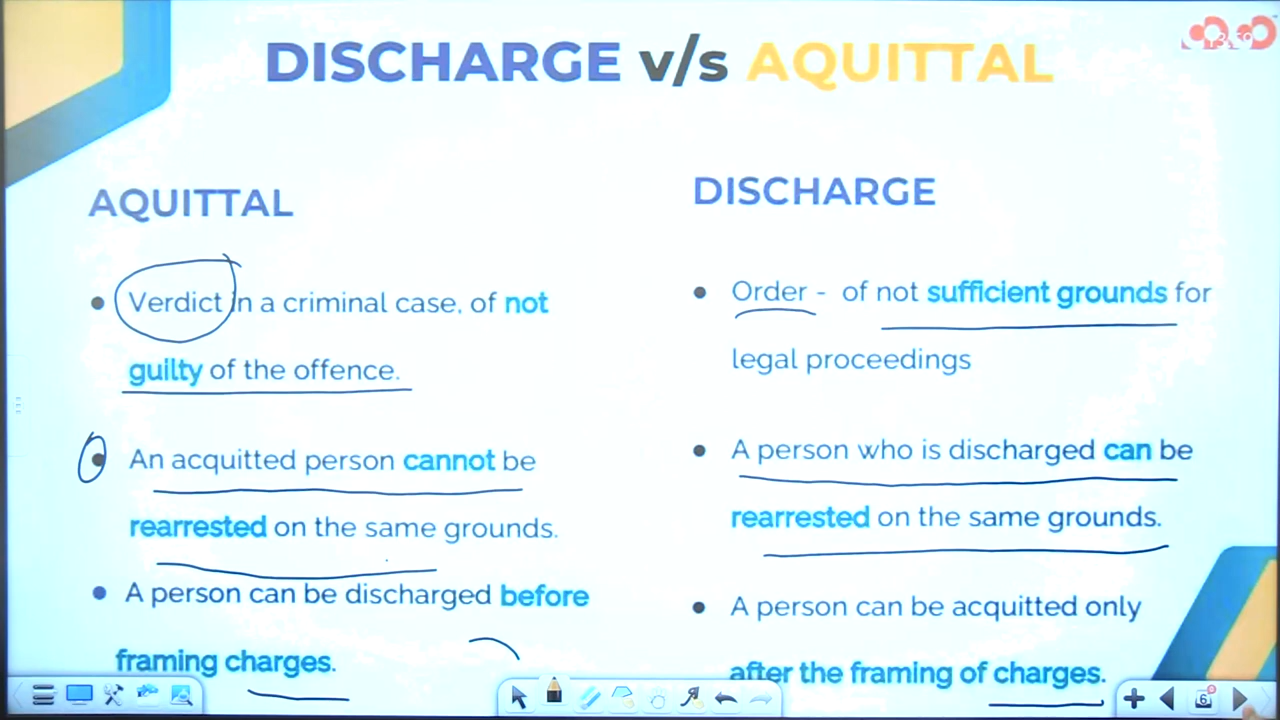 DISCHARGE v/s AQUITTAL
AQUITTAL
• Verdict in a criminal case, of not
guilty of the offence.
• An acquitted person cannot be
rearrested on the same grounds.
• A person can be discharged before
framing charges.
DISCHARGE
• Order - of not sufficient grounds for
legal proceedings
• A person who is discharged can be
rearrested on the same grounds.
• A person can be acquitted only
after the framing of charges.
6